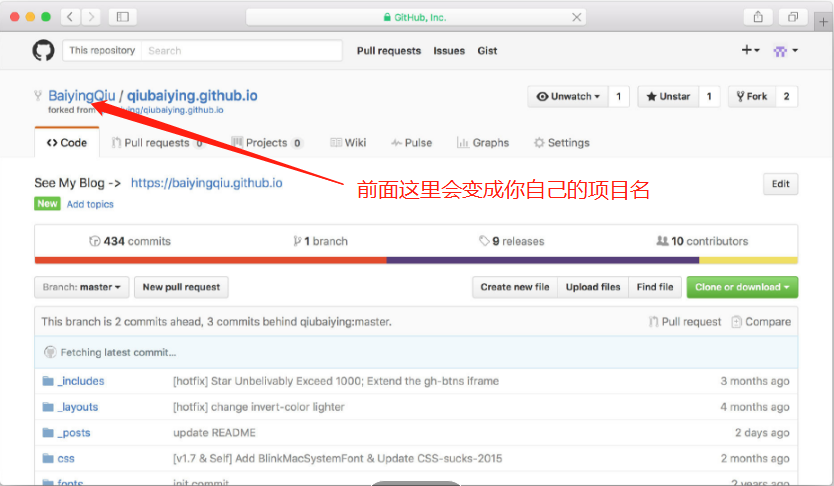 GitHub, Inc.
This repository Search Pull requests Issues Gist
BaiyingQiu / qiubaiying.github.io
Unwatch 1 Unstar 1 Fork 2
forked from /qiubaiying.github.io
Code Pull requests 0 Projects 0 Wiki Pulse Graphs Settings
See My Blog -> https://baiyingqiu.github.io
Edit
前面这里会变成你自己的项目名
New Add topics
434 commits 1 branch 9 releases 10 contributors
Branch: master New pull request Create new file Upload files Find file Clone or download
This branch is 2 commits ahead, 3 commits behind qiubaiying:master. Pull request Compare
Fetching latest commit...
_includes [hotfix] Star Unbelivably Exceed 1000; Extend the gh-btns iframe 3 months ago
_layouts [hotfix] change invert-color lighter 4 months ago
_posts update README 2 days ago
css [v1.7 & Self] Add BlinkMacSystemFont & Update CSS-sucks-2015 2 months ago
fonts init commit 2 years ago